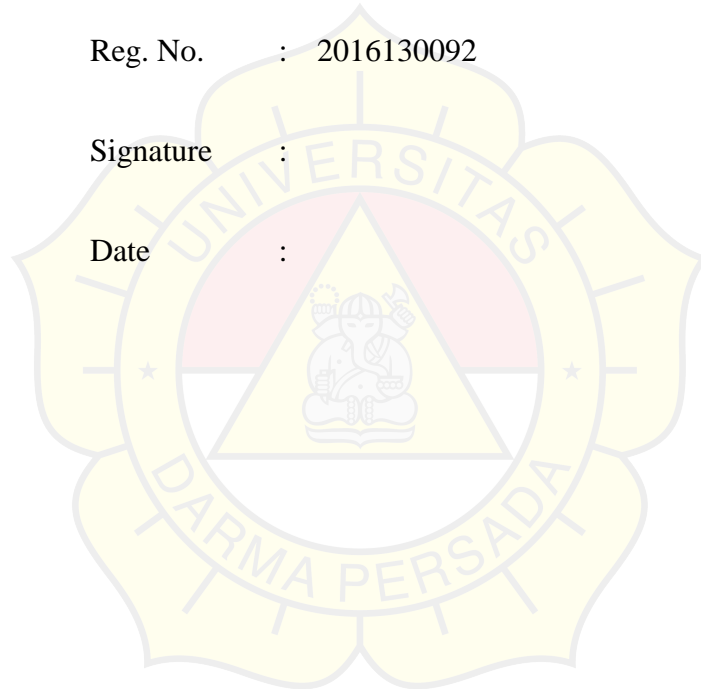 Reg. No. : 2016130092
Signature :
Date :
UNIVERSITAS
DARMA PERSADA